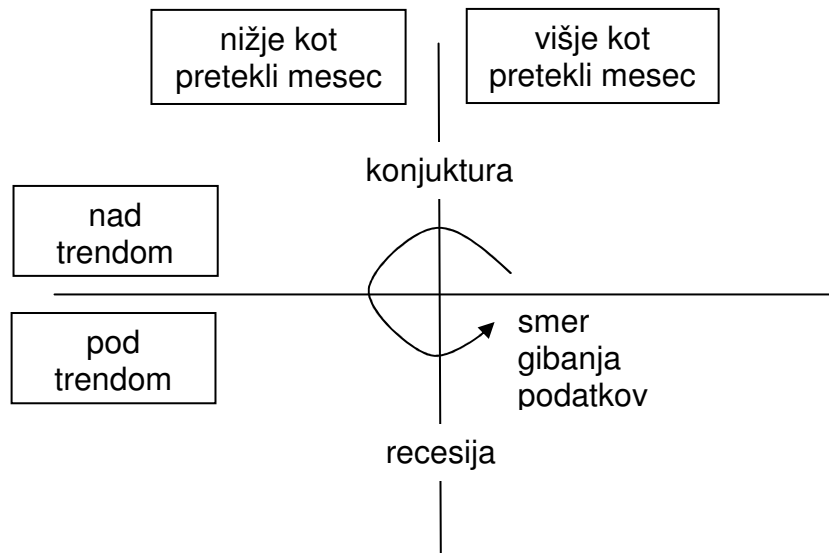 nižje kot
pretekli mesec
višje kot
pretekli mesec
konjuktura
nad
trendom
pod
trendom
smer
gibanja
podatkov
recesija